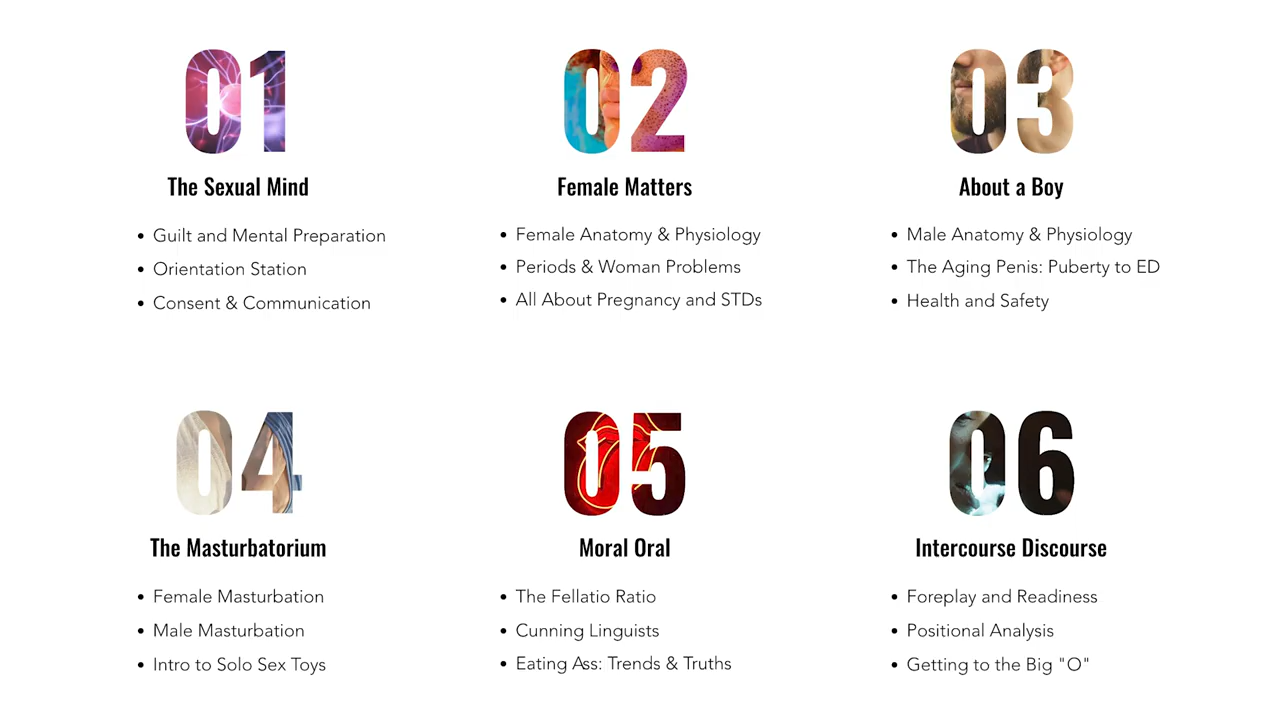 01
The Sexual Mind
• Guilt and Mental Preparation
• Orientation Station
• Consent & Communication
02
Female Matters
• Female Anatomy & Physiology
• Periods & Woman Problems
• All About Pregnancy and STDs
03
About a Boy
• Male Anatomy & Physiology
• The Aging Penis: Puberty to ED
• Health and Safety
04
The Masturbatorium
• Female Masturbation
• Male Masturbation
• Intro to Solo Sex Toys
05
Moral Oral
• The Fellatio Ratio
• Cunning Linguists
• Eating Ass: Trends & Truths
06
Intercourse Discourse
• Foreplay and Readiness
• Positional Analysis
• Getting to the Big "O"